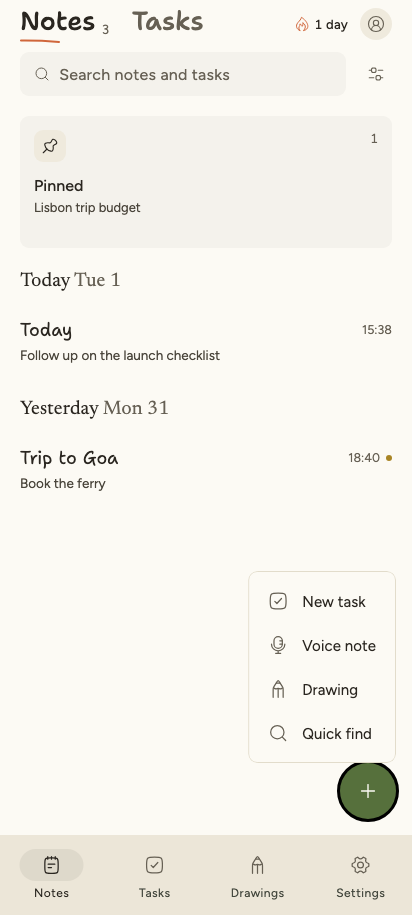 Notes 3 Tasks 1 day
Search notes and tasks
1
Pinned
Lisbon trip budget
Today Tue 1
Today 15:38
Follow up on the launch checklist
Yesterday Mon 31
Trip to Goa 18:40
Book the ferry
New task
Voice note
Drawing
Quick find
Notes Tasks Drawings Settings